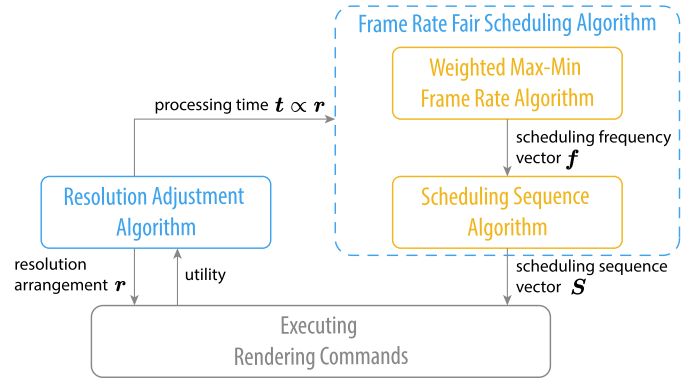 Frame Rate Fair Scheduling Algorithm
Weighted Max-Min
Frame Rate Algorithm
processing time t ∝ r
scheduling frequency
vector f
Resolution Adjustment
Algorithm
Scheduling Sequence
Algorithm
resolution
arrangement r
utility
scheduling sequence
vector S
Executing
Rendering Commands